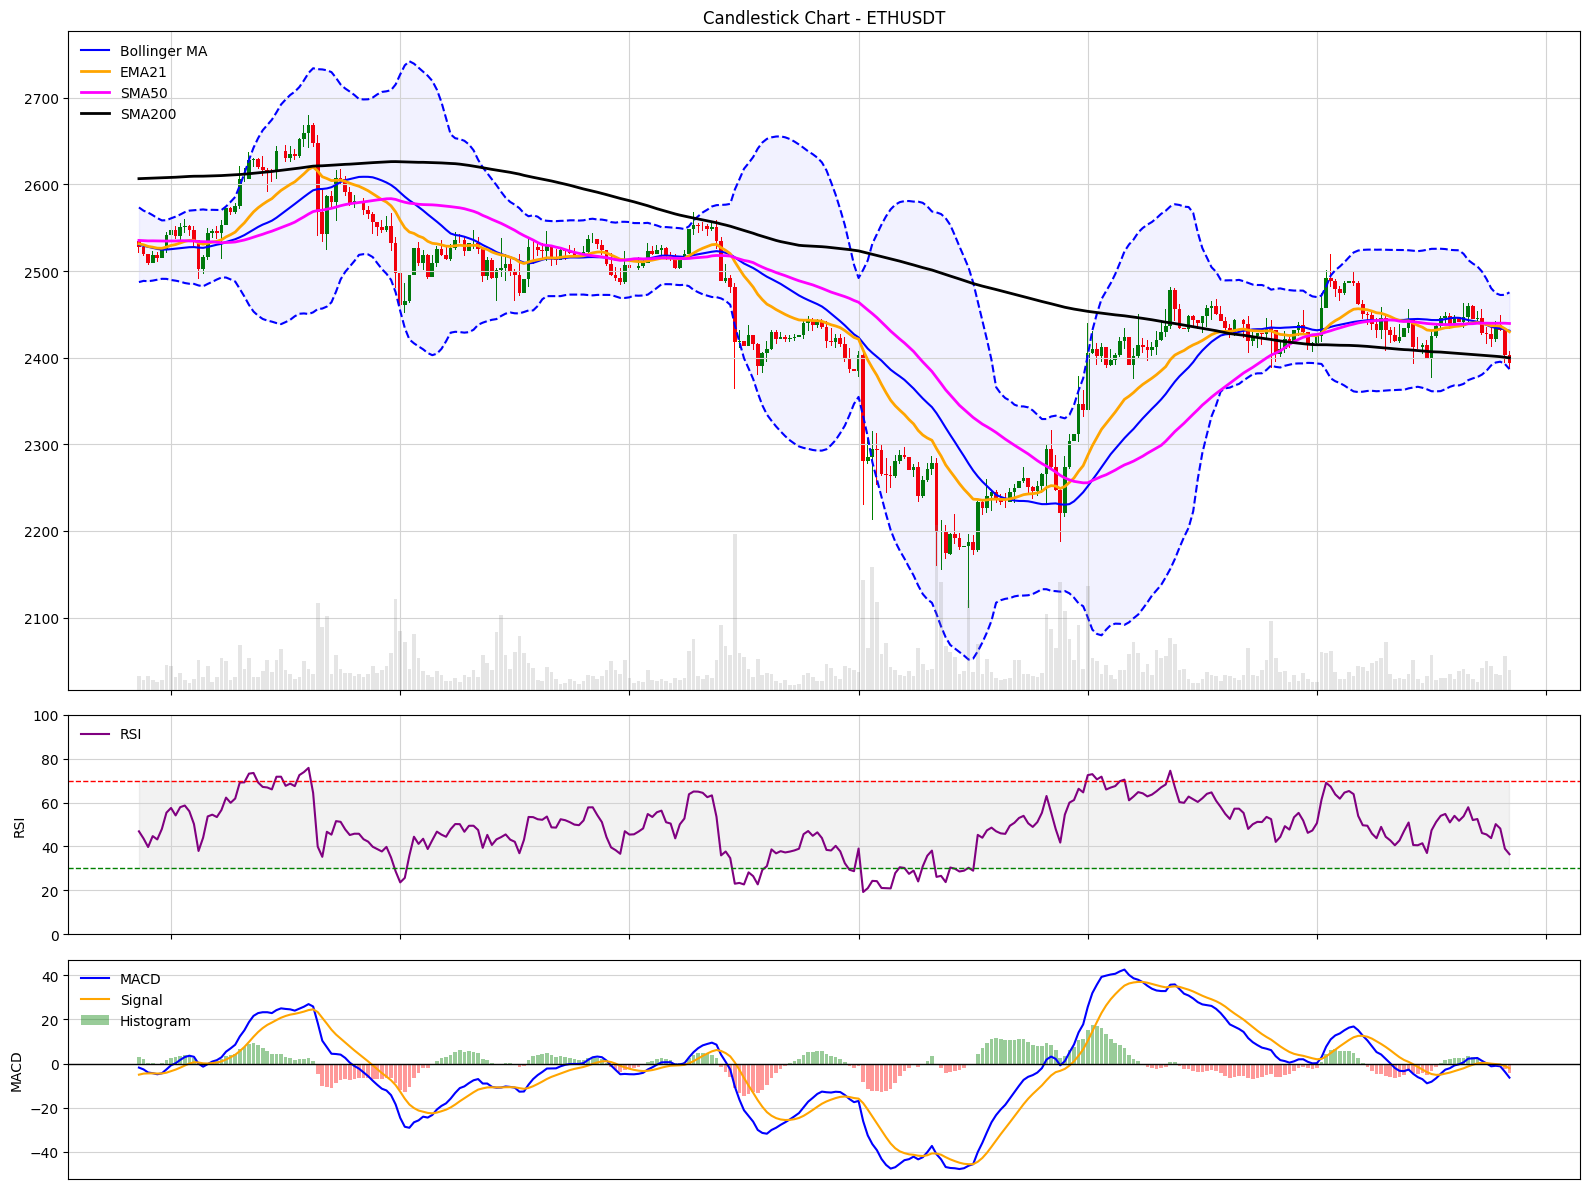 Candlestick Chart - ETHUSDT
Bollinger MA
EMA21
SMA50
SMA200
2700
2600
2500
2400
2300
2200
2100
RSI
100
80
60
40
20
0
RSI
MACD
Signal
Histogram
40
20
0
−20
−40
MACD